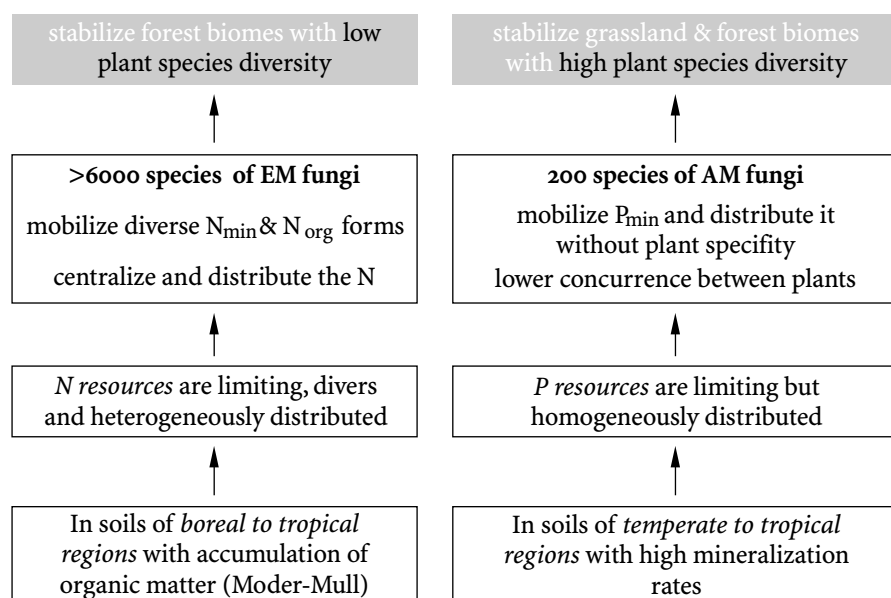 stabilize forest biomes with low
plant species diversity
>6000 species of EM fungi
mobilize diverse Nmin & N org forms
centralize and distribute the N
N resources are limiting, divers
and heterogeneously distributed
In soils of boreal to tropical
regions with accumulation of
organic matter (Moder-Mull)
stabilize grassland & forest biomes
with high plant species diversity
200 species of AM fungi
mobilize Pmin and distribute it
without plant specifity
lower concurrence between plants
P resources are limiting but
homogeneously distributed
In soils of temperate to tropical
regions with high mineralization
rates